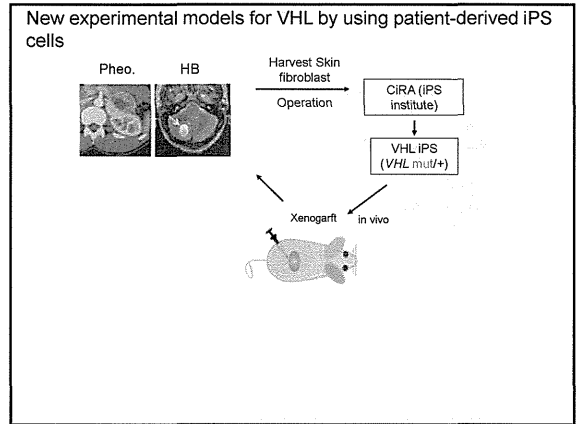 New experimental models for VHL by using patient-derived iPS
cells
Pheo.
HB
Harvest Skin
fibroblast
Operation
CiRA (iPS
institute)
VHL iPS
(VHL mut/+)
Xenogarft
in vivo